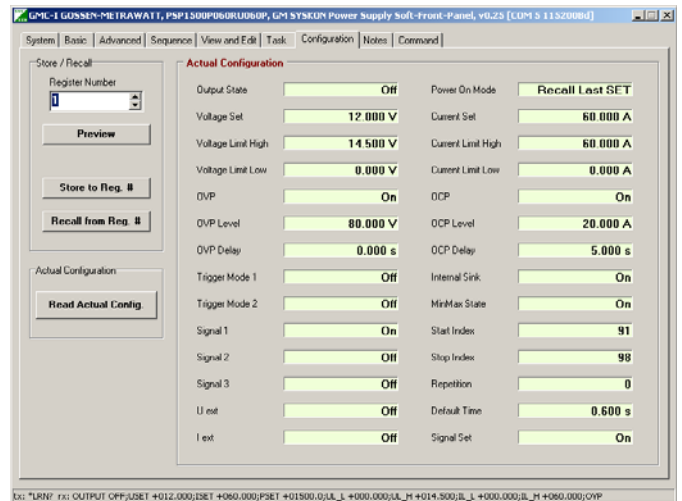 GMC-I GOSSEN-METRAWATT, PSP1500P060RU060P, GM SYSKON Power Supply Soft-Front-Panel, v0.25 [COM 5 115200Bd]
System Basic Advanced Sequence View and Edit Task Configuration Notes Command
Store / Recall
Register Number
1
Preview
Store to Reg. #
Recall from Reg. #
Actual Configuration
Read Actual Config.
Actual Configuration
Output State Off Power On Mode Recall Last SET
Voltage Set 12.000 V Current Set 60.000 A
Voltage Limit High 14.500 V Current Limit High 60.000 A
Voltage Limit Low 0.000 V Current Limit Low 0.000 A
OVP On OCP On
OVP Level 80.000 V OCP Level 20.000 A
OVP Delay 0.000 s OCP Delay 5.000 s
Trigger Mode 1 Off Internal Sink On
Trigger Mode 2 Off MinMax State On
Signal 1 On Start Index 91
Signal 2 Off Stop Index 98
Signal 3 Off Repetition 0
U ext Off Default Time 0.600 s
I ext Off Signal Set On
tx: *LRN? rx: OUTPUT OFF;USET +012.000;ISET +060.000;PSET +01500.0;UL_L +000.000;UL_H +014.500;IL_L +000.000;IL_H +060.000;OVP